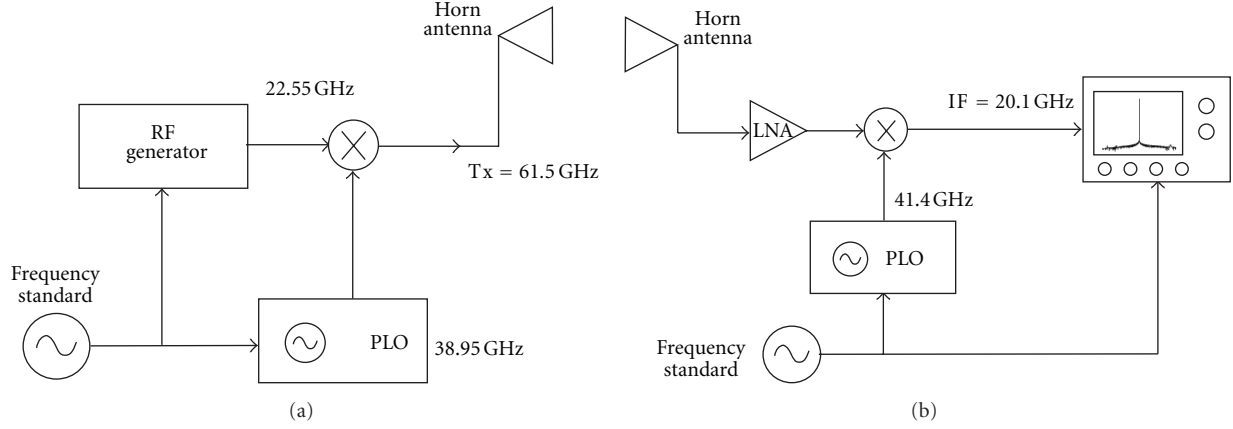 Horn
antenna
22.55 GHz
RF
generator
Tx = 61.5 GHz
Frequency
standard
PLO
38.95 GHz
(a)
Horn
antenna
IF = 20.1 GHz
LNA
41.4 GHz
PLO
Frequency
standard
(b)